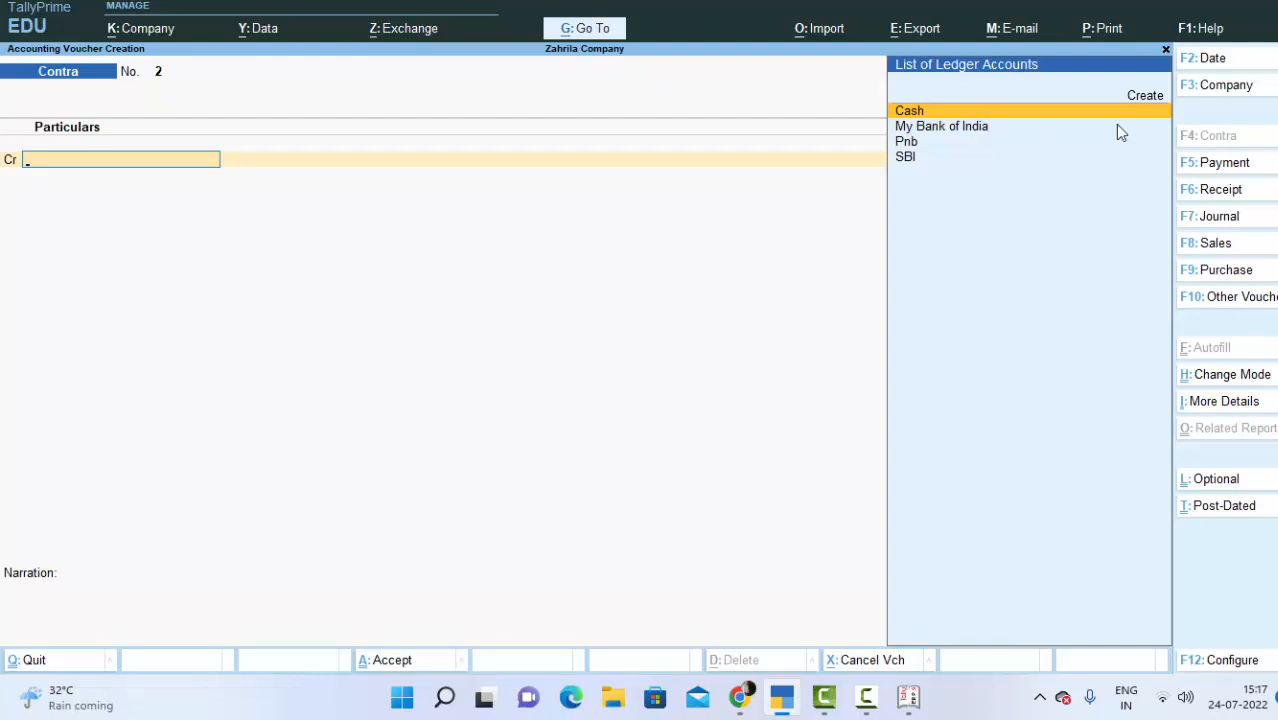 TallyPrime
EDU
MANAGE
K: Company
Y: Data
Z: Exchange
G: Go To
O: Import
E: Export
M: E-mail
P: Print
F1: Help
Accounting Voucher Creation
Zahrila Company
Contra No. 2
Particulars
Cr
Narration:
List of Ledger Accounts
Create
Cash
My Bank of India
Pnb
SBI
F2: Date
F3: Company
F4: Contra
F5: Payment
F6: Receipt
F7: Journal
F8: Sales
F9: Purchase
F10: Other Vouche
F: Autofill
H: Change Mode
I: More Details
O: Related Report
L: Optional
T: Post-Dated
Q: Quit
A: Accept
D: Delete
X: Cancel Vch
F12: Configure
32°C
Rain coming
ENG
IN
15:17
24-07-2022